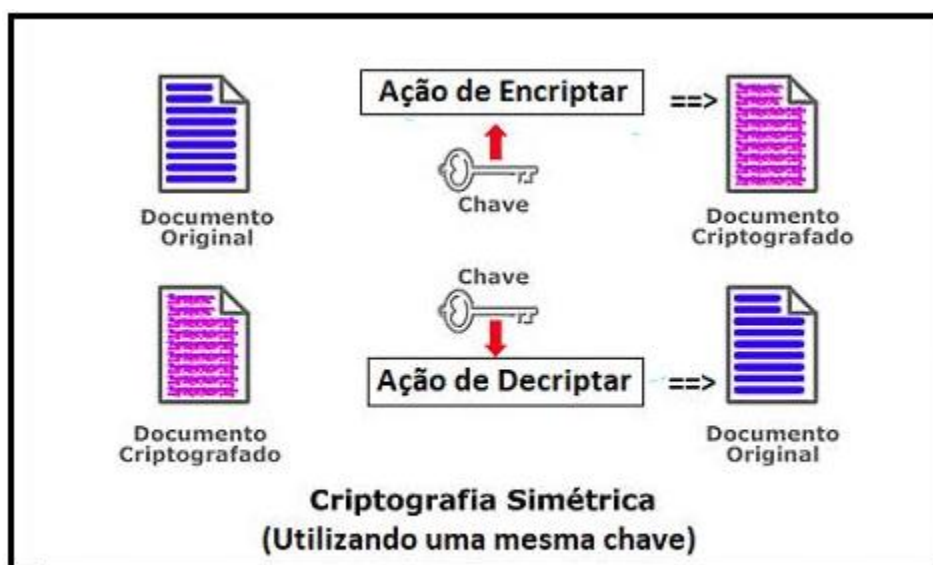 Ação de Encriptar ==>
Chave
Documento
Original
Documento
Criptografado
Chave
Ação de Decriptar ==>
Documento
Criptografado
Documento
Original
Criptografia Simétrica
(Utilizando uma mesma chave)